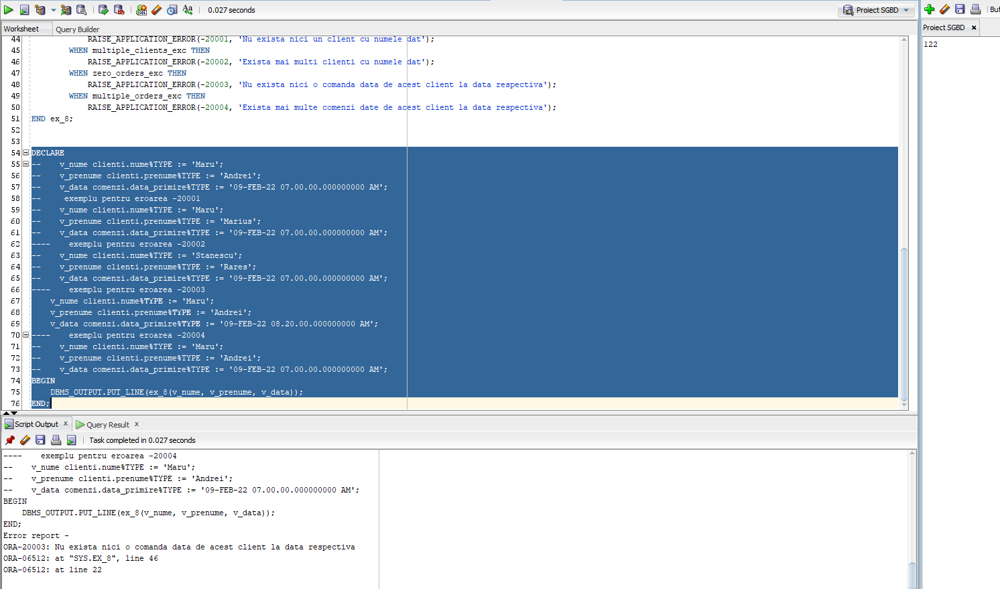 0.027 seconds
Proiect SGBD
Buf
Worksheet
Query Builder
Proiect SGBD ×
122
44 RAISE_APPLICATION_ERROR(-20001, 'Nu exista nici un client cu numele dat');
45 WHEN multiple_clients_exc THEN
46 RAISE_APPLICATION_ERROR(-20002, 'Exista mai multi clienti cu numele dat');
47 WHEN zero_orders_exc THEN
48 RAISE_APPLICATION_ERROR(-20003, 'Nu exista nici o comanda data de acest client la data respectiva');
49 WHEN multiple_orders_exc THEN
50 RAISE_APPLICATION_ERROR(-20004, 'Exista mai multe comenzi date de acest client la data respectiva');
51 END ex_8;
52
53
54 DECLARE
55 --    v_nume clienti.nume%TYPE := 'Maru';
56 --    v_prenume clienti.prenume%TYPE := 'Andrei';
57 --    v_data comenzi.data_primire%TYPE := '09-FEB-22 07.00.00.000000000 AM';
58 --     exemplu pentru eroarea -20001
59 --    v_nume clienti.nume%TYPE := 'Maru';
60 --    v_prenume clienti.prenume%TYPE := 'Marius';
61 --    v_data comenzi.data_primire%TYPE := '09-FEB-22 07.00.00.000000000 AM';
62 ----    exemplu pentru eroarea -20002
63 --    v_nume clienti.nume%TYPE := 'Stanescu';
64 --    v_prenume clienti.prenume%TYPE := 'Rares';
65 --    v_data comenzi.data_primire%TYPE := '09-FEB-22 07.00.00.000000000 AM';
66 ----    exemplu pentru eroarea -20003
67     v_nume clienti.nume%TYPE := 'Maru';
68     v_prenume clienti.prenume%TYPE := 'Andrei';
69     v_data comenzi.data_primire%TYPE := '09-FEB-22 08.20.00.000000000 AM';
70 ----    exemplu pentru eroarea -20004
71 --    v_nume clienti.nume%TYPE := 'Maru';
72 --    v_prenume clienti.prenume%TYPE := 'Andrei';
73 --    v_data comenzi.data_primire%TYPE := '09-FEB-22 07.00.00.000000000 AM';
74 BEGIN
75     DBMS_OUTPUT.PUT_LINE(ex_8(v_nume, v_prenume, v_data));
76 END;
Script Output ×
Query Result ×
Task completed in 0.027 seconds
----    exemplu pentru eroarea -20004
--    v_nume clienti.nume%TYPE := 'Maru';
--    v_prenume clienti.prenume%TYPE := 'Andrei';
--    v_data comenzi.data_primire%TYPE := '09-FEB-22 07.00.00.000000000 AM';
BEGIN
    DBMS_OUTPUT.PUT_LINE(ex_8(v_nume, v_prenume, v_data));
END;
Error report -
ORA-20003: Nu exista nici o comanda data de acest client la data respectiva
ORA-06512: at "SYS.EX_8", line 46
ORA-06512: at line 22